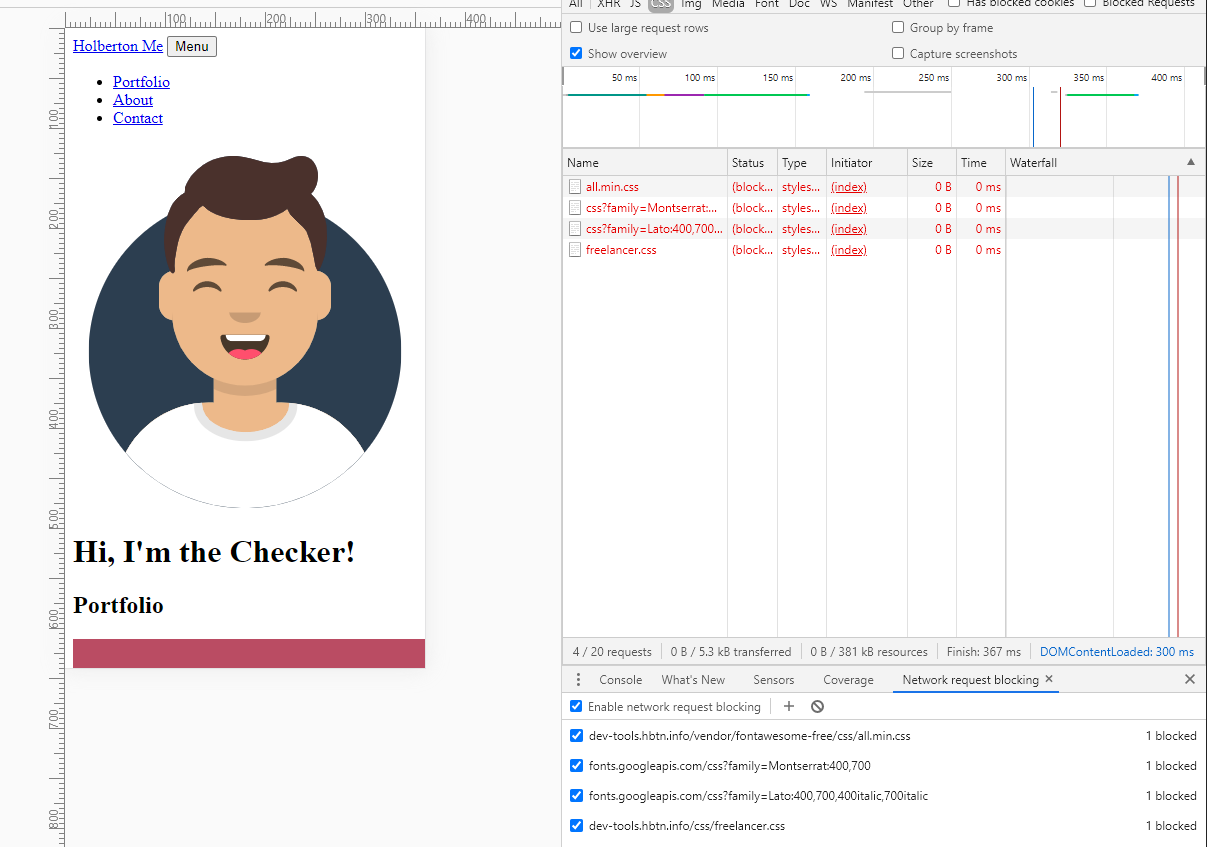 All XHR JS CSS Img Media Font Doc WS Manifest Other Has blocked cookies Blocked Requests
Use large request rows Group by frame
Show overview Capture screenshots
50 ms 100 ms 150 ms 200 ms 250 ms 300 ms 350 ms 400 ms
Name Status Type Initiator Size Time Waterfall
all.min.css (block... styles... (index) 0 B 0 ms
css?family=Montserrat:... (block... styles... (index) 0 B 0 ms
css?family=Lato:400,700... (block... styles... (index) 0 B 0 ms
freelancer.css (block... styles... (index) 0 B 0 ms
4 / 20 requests 0 B / 5.3 kB transferred 0 B / 381 kB resources Finish: 367 ms DOMContentLoaded: 300 ms
Console What's New Sensors Coverage Network request blocking
Enable network request blocking
dev-tools.hbtn.info/vendor/fontawesome-free/css/all.min.css 1 blocked
fonts.googleapis.com/css?family=Montserrat:400,700 1 blocked
fonts.googleapis.com/css?family=Lato:400,700,400italic,700italic 1 blocked
dev-tools.hbtn.info/css/freelancer.css 1 blocked
100 200 300 400
100
200
300
400
500
600
700
800
Holberton Me Menu
Portfolio
About
Contact
Hi, I'm the Checker!
Portfolio